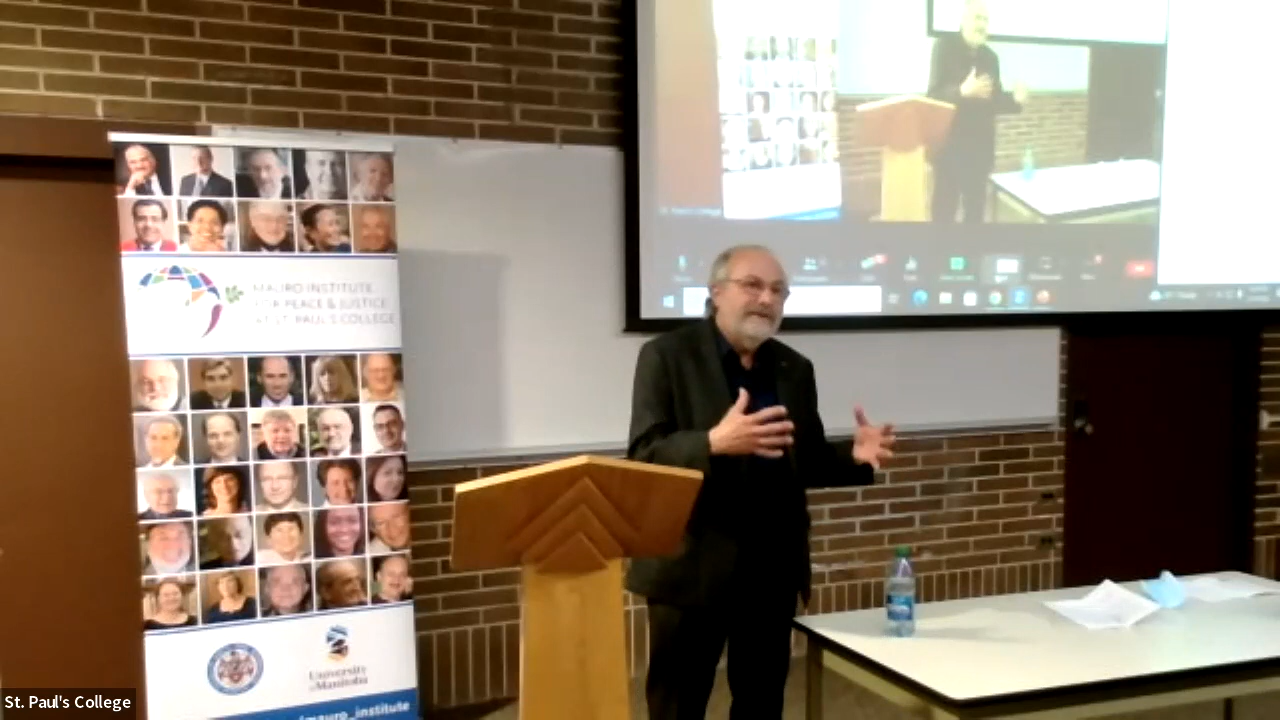 MAURO INSTITUTE
FOR PEACE & JUSTICE
AT ST. PAUL'S COLLEGE
University
of Manitoba
/mauro_institute
St. Paul's College